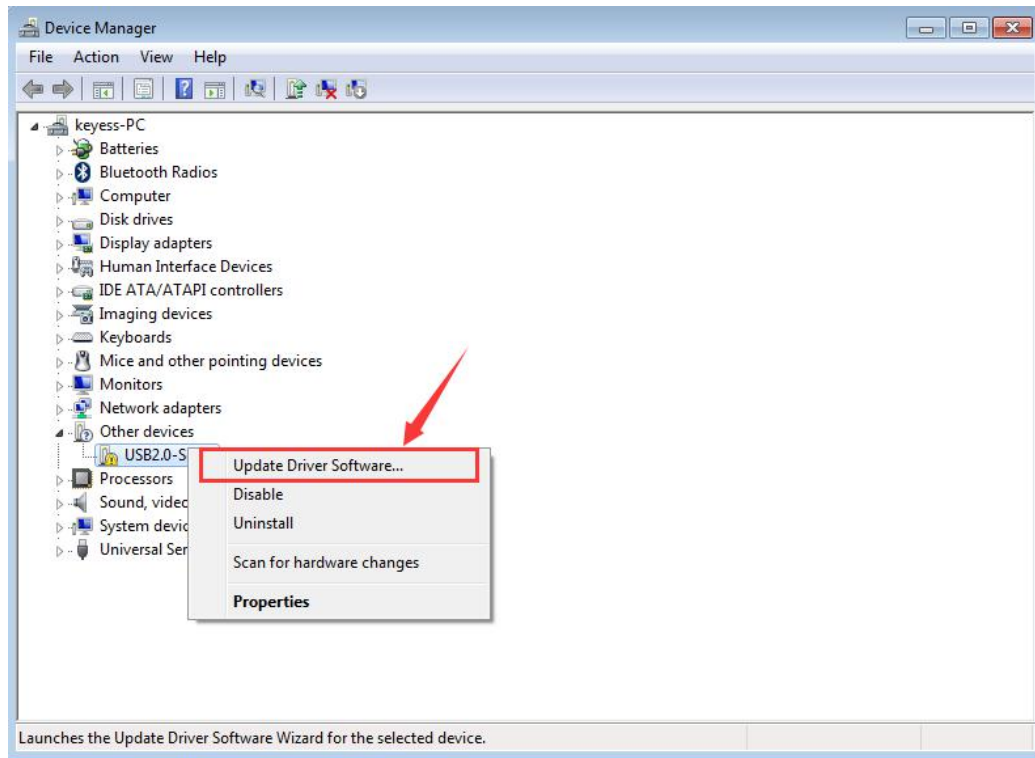 Device Manager
File Action View Help
keyess-PC
Batteries
Bluetooth Radios
Computer
Disk drives
Display adapters
Human Interface Devices
IDE ATA/ATAPI controllers
Imaging devices
Keyboards
Mice and other pointing devices
Monitors
Network adapters
Other devices
USB2.0-S
Processors
Sound, videc
System devic
Universal Ser
Update Driver Software...
Disable
Uninstall
Scan for hardware changes
Properties
Launches the Update Driver Software Wizard for the selected device.